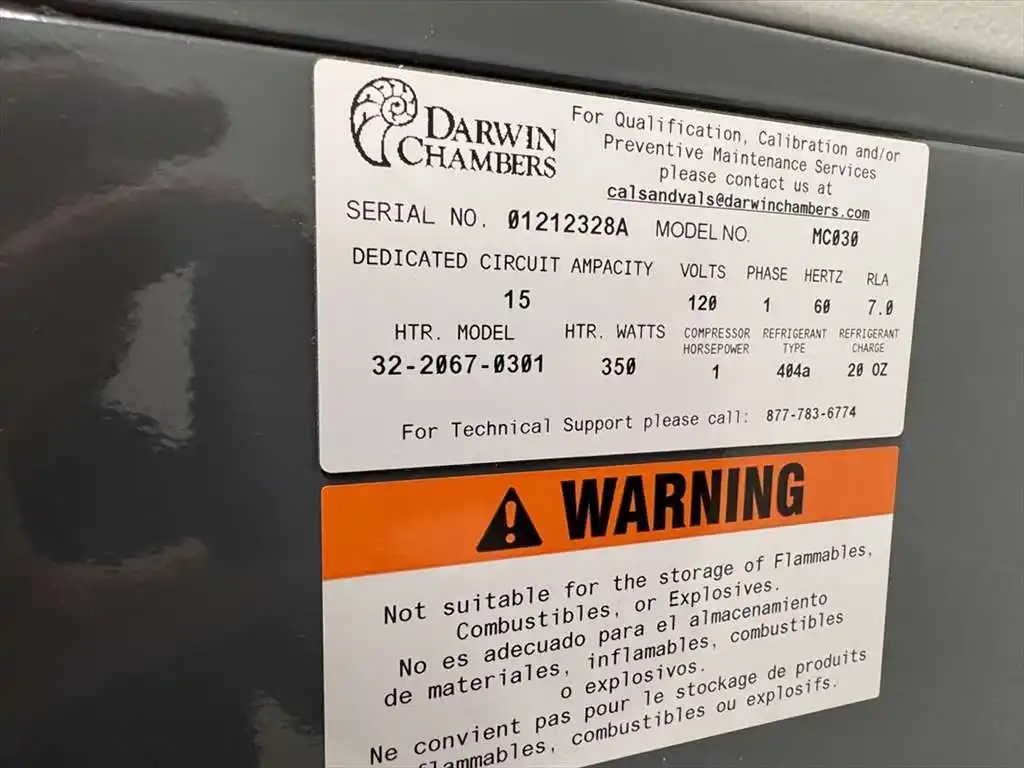 DARWIN
CHAMBERS
For Qualification, Calibration and/or
Preventive Maintenance Services
please contact us at
calsandvals@darwinchambers.com
SERIAL NO. 01212328A MODEL NO. MC030
DEDICATED CIRCUIT AMPACITY VOLTS PHASE HERTZ RLA
15 120 1 60 7.0
HTR. MODEL HTR. WATTS COMPRESSOR HORSEPOWER REFRIGERANT TYPE REFRIGERANT CHARGE
32-2067-0301 350 1 404a 20 OZ
For Technical Support please call: 877-783-6774
WARNING
Not suitable for the storage of Flammables,
Combustibles, or Explosives.
No es adecuado para el almacenamiento
de materiales, inflamables, combustibles
o explosivos.
Ne convient pas pour le stockage de produits
flammables, combustibles ou explosifs.